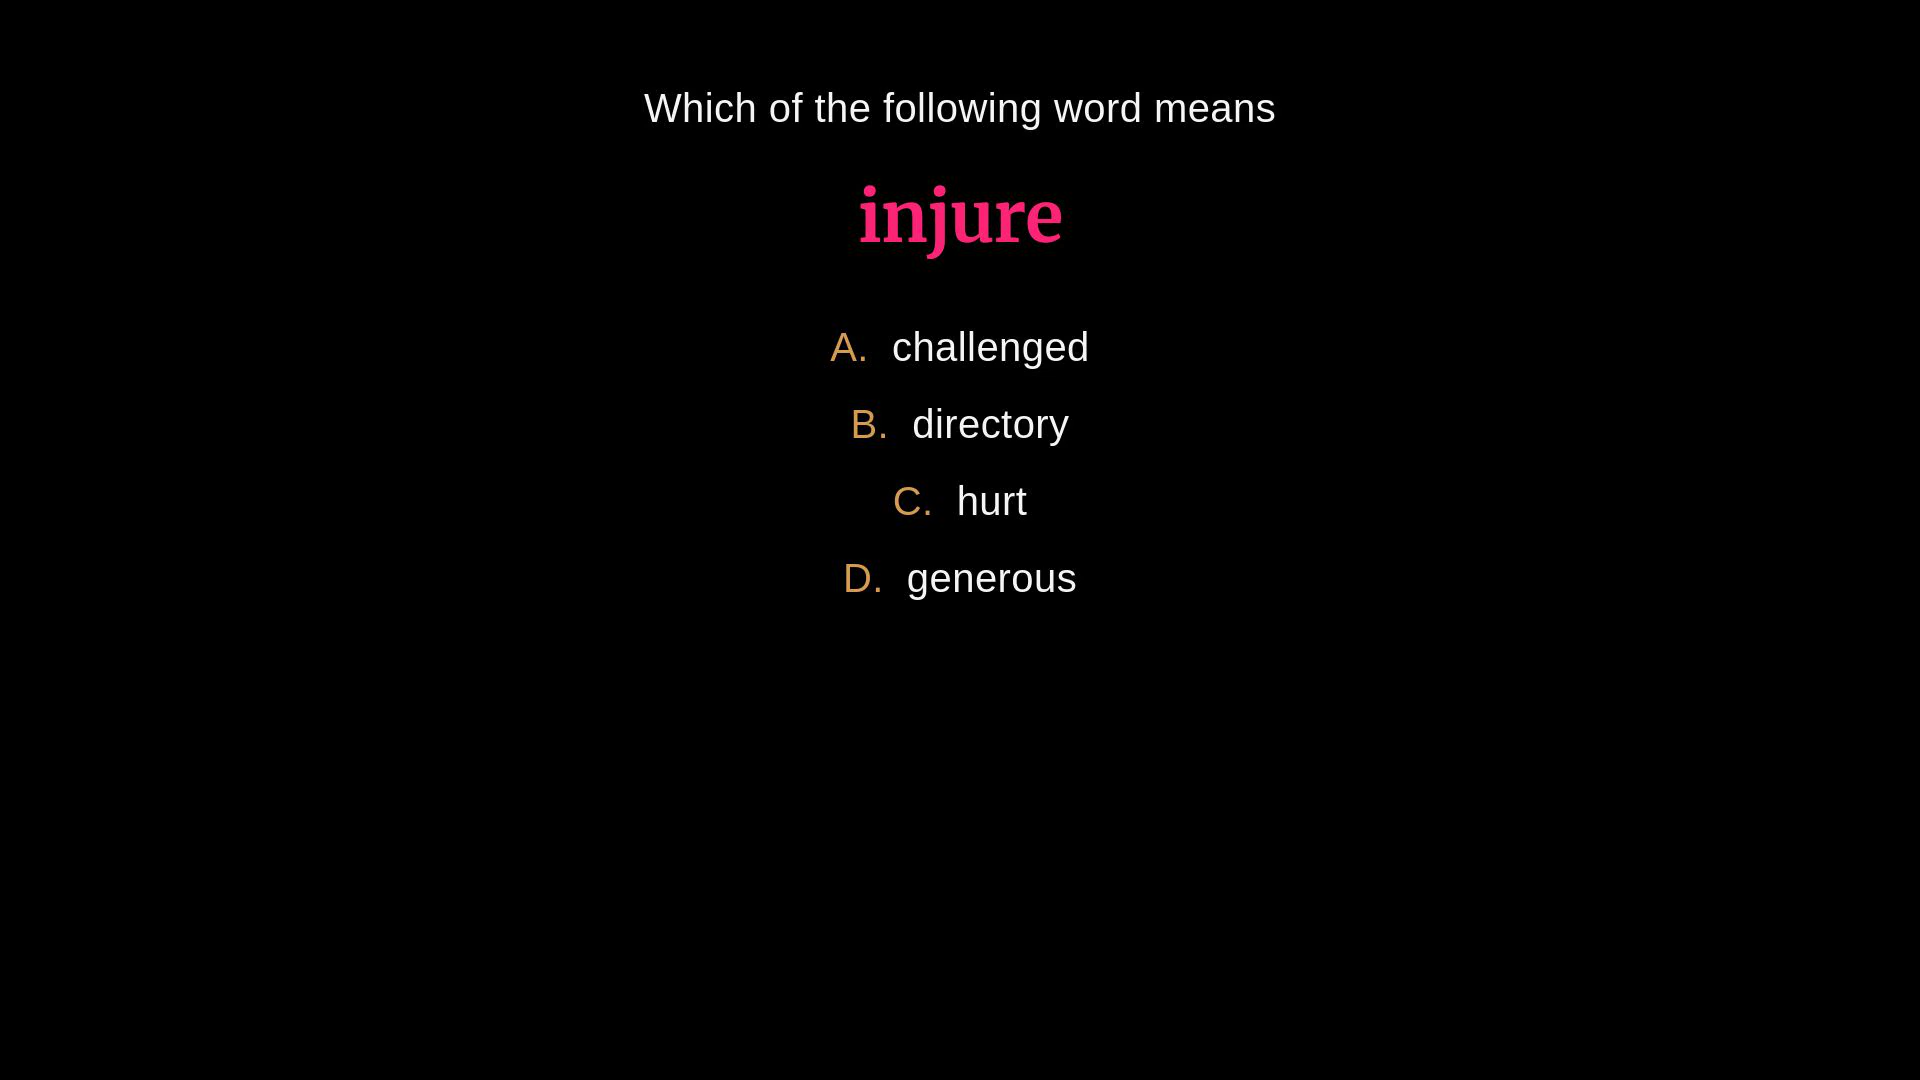 Which of the following word means
injure
A. challenged
B. directory
C. hurt
D. generous